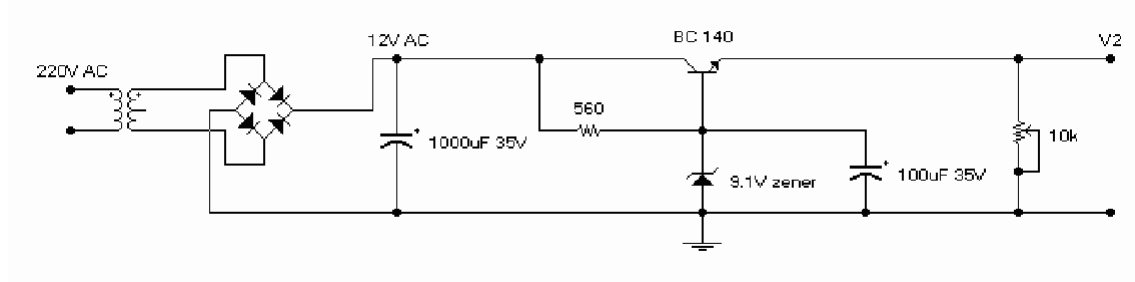 220V AC
12V AC
BC 140
V2
560
1000uF 35V
9.1V zener
100uF 35V
10k
+
+
+
+